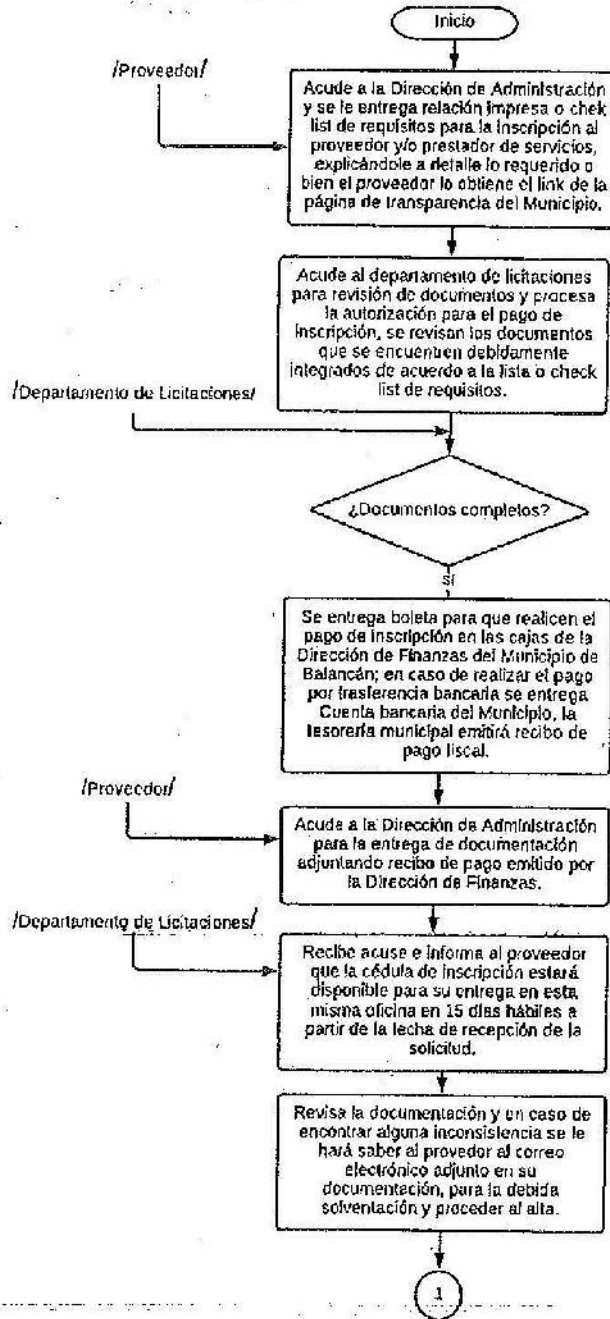 Inicio
/Proveedor/
Acude a la Dirección de Administración
y se le entrega relación impresa o chek
list de requisitos para la inscripción al
proveedor y/o prestador de servicios,
explicándole a detalle lo requerido o
bien el proveedor lo obtiene el link de la
página de transparencia del Municipio.
Acude al departamento de licitaciones
para revisión de documentos y procesa
la autorización para el pago de
inscripción, se revisan los documentos
que se encuentren debidamente
integrados de acuerdo a la lista o check
list de requisitos.
/Departamento de Licitaciones/
¿Documentos completos?
sí
Se entrega boleta para que realicen el
pago de inscripción en las cajas de la
Dirección de Finanzas del Municipio de
Balancán; en caso de realizar el pago
por trasferencia bancaria se entrega
Cuenta bancaria del Municipio, la
tesorería municipal emitirá recibo de
pago fiscal.
/Proveedor/
Acude a la Dirección de Administración
para la entrega de documentación
adjuntando recibo de pago emitido por
la Dirección de Finanzas.
/Departamento de Licitaciones/
Recibe acuse e informa al proveedor
que la cédula de inscripción estará
disponible para su entrega en esta
misma oficina en 15 días hábiles a
partir de la fecha de recepción de la
solicitud.
Revisa la documentación y en caso de
encontrar alguna inconsistencia se le
hará saber al provedor al correo
electrónico adjunto en su
documentación, para la debida
solventación y proceder al alta.
1